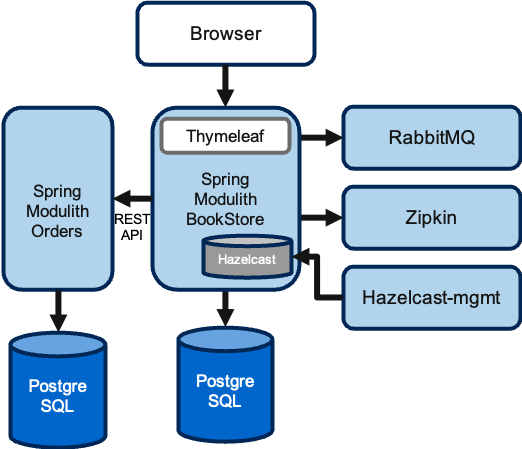 Browser
Thymeleaf
RabbitMQ
Spring
Modulith
Orders
REST
API
Spring
Modulith
BookStore
Zipkin
Hazelcast
Hazelcast-mgmt
Postgre
SQL
Postgre
SQL